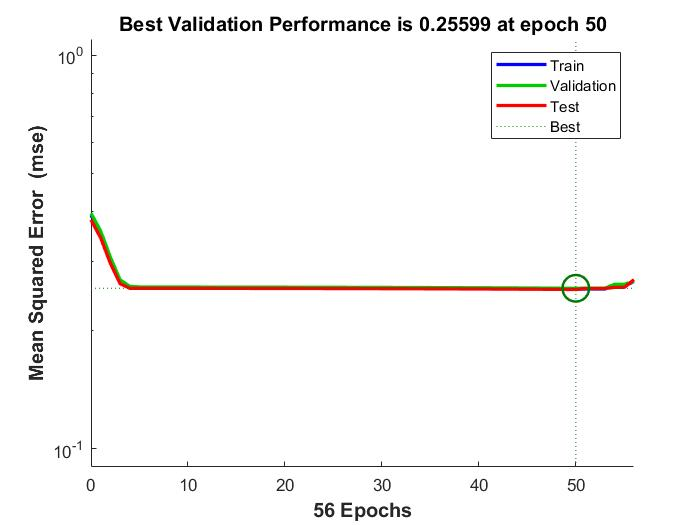 Best Validation Performance is 0.25599 at epoch 50
10^0
Train
Validation
Test
Best
Mean Squared Error (mse)
10^-1
0 10 20 30 40 50
56 Epochs